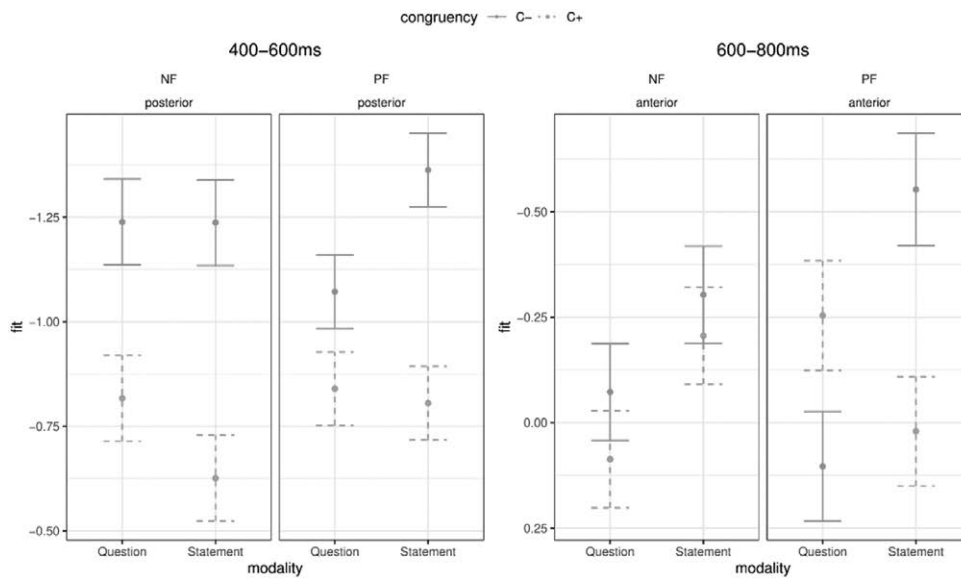 congruency C− C+
400−600ms
NF PF
posterior posterior
fit
−1.25
−1.00
−0.75
−0.50
Question Statement Question Statement
modality
600−800ms
NF PF
anterior anterior
fit
−0.50
−0.25
0.00
0.25
Question Statement Question Statement
modality